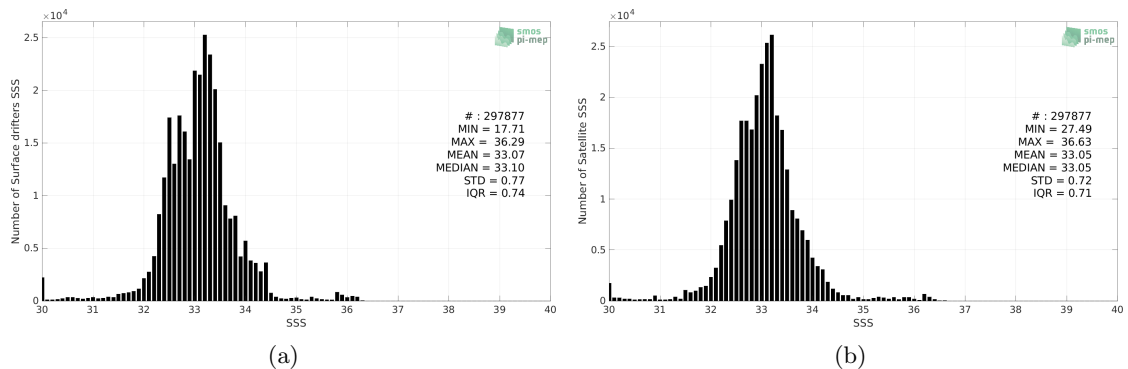 ×10⁴
2.5
2
1.5
1
0.5
0
30
31
32
33
34
35
36
37
38
39
40
Number of Surface drifters SSS
SSS
smos
pi-mep
# : 297877
MIN = 17.71
MAX = 36.29
MEAN = 33.07
MEDIAN = 33.10
STD = 0.77
IQR = 0.74
(a)
×10⁴
2.5
2
1.5
1
0.5
0
30
31
32
33
34
35
36
37
38
39
40
Number of Satellite SSS
SSS
smos
pi-mep
# : 297877
MIN = 27.49
MAX = 36.63
MEAN = 33.05
MEDIAN = 33.05
STD = 0.72
IQR = 0.71
(b)